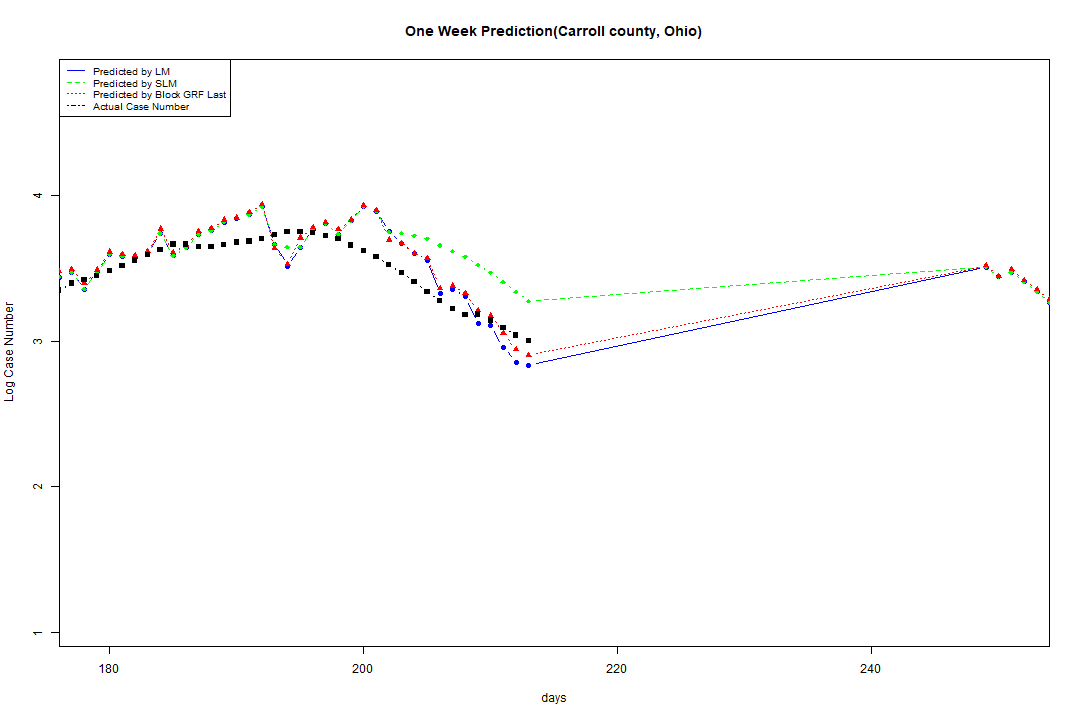 One Week Prediction(Carroll county, Ohio)
Predicted by LM
Predicted by SLM
Predicted by Block GRF Last
Actual Case Number
Log Case Number
4
3
2
1
180 200 220 240
days